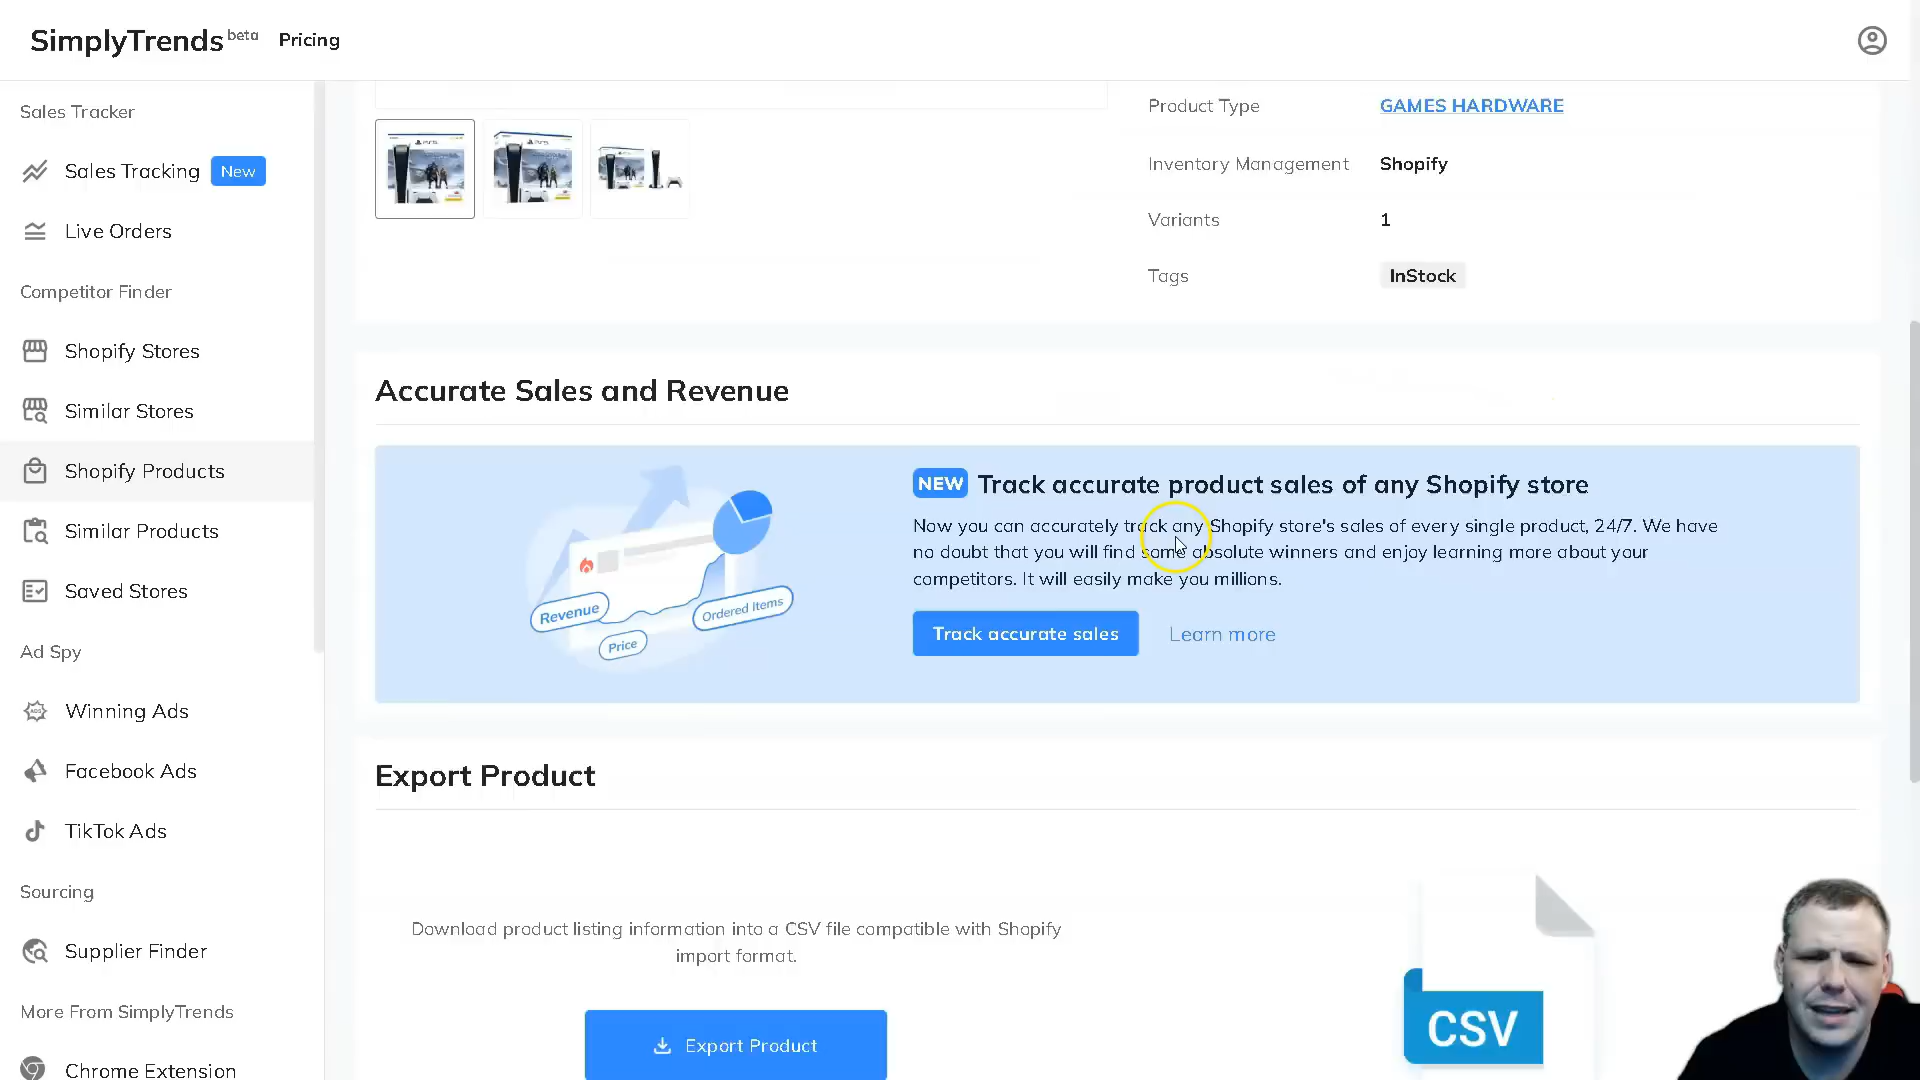 SimplyTrends beta
Pricing
Sales Tracker
Sales Tracking New
Live Orders
Competitor Finder
Shopify Stores
Similar Stores
Shopify Products
Similar Products
Saved Stores
Ad Spy
Winning Ads
Facebook Ads
TikTok Ads
Sourcing
Supplier Finder
More From SimplyTrends
Chrome Extension
Product Type GAMES HARDWARE
Inventory Management Shopify
Variants 1
Tags InStock
Accurate Sales and Revenue
Revenue
Price
Ordered Items
NEW Track accurate product sales of any Shopify store
Now you can accurately track any Shopify store's sales of every single product, 24/7. We have
no doubt that you will find some absolute winners and enjoy learning more about your
competitors. It will easily make you millions.
Track accurate sales Learn more
Export Product
Download product listing information into a CSV file compatible with Shopify
import format.
Export Product
CSV